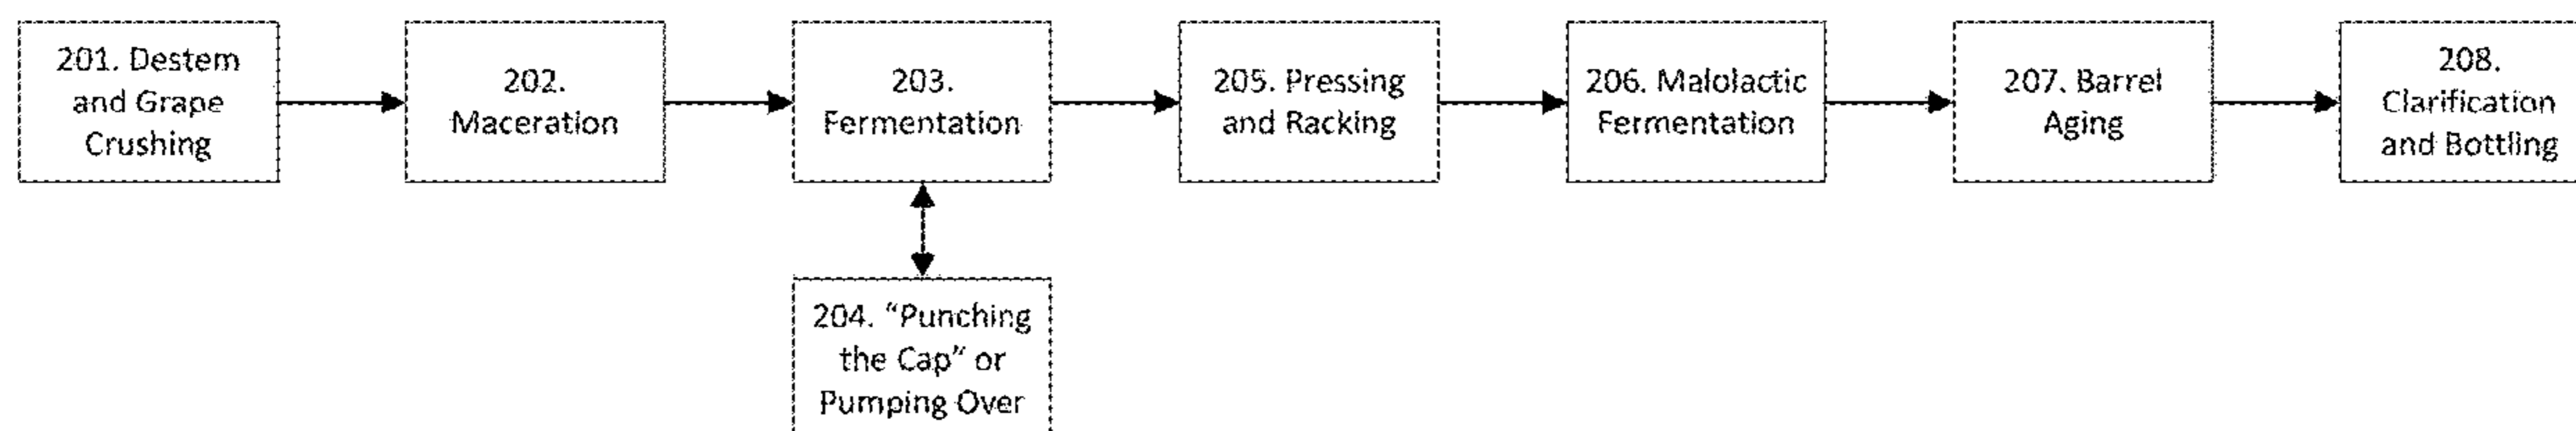 201. Destem
and Grape
Crushing
202.
Maceration
203.
Fermentation
204. “Punching
the Cap” or
Pumping Over
205. Pressing
and Racking
206. Malolactic
Fermentation
207. Barrel
Aging
208.
Clarification
and Bottling